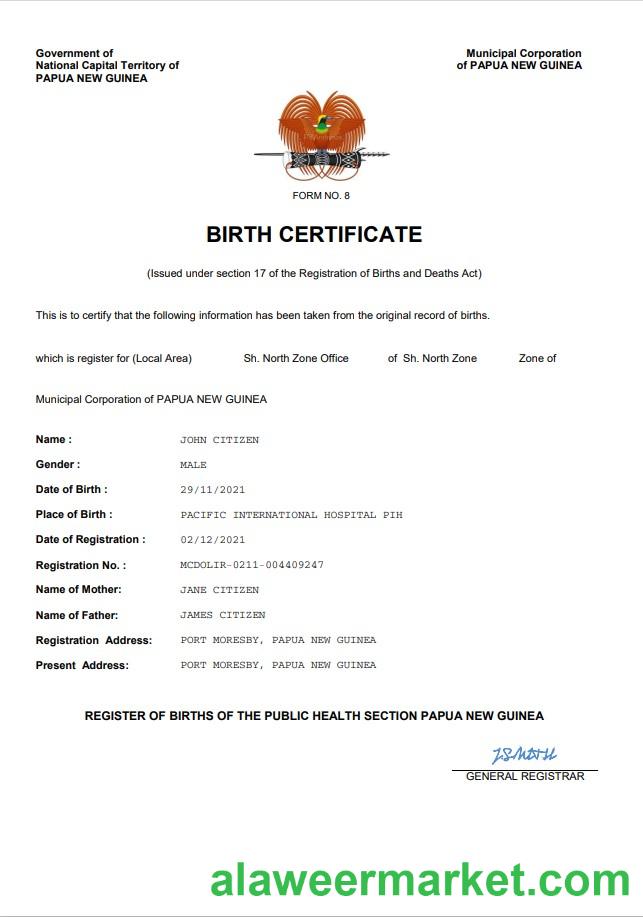 Government of
National Capital Territory of
PAPUA NEW GUINEA
Municipal Corporation
of PAPUA NEW GUINEA
FORM NO. 8
BIRTH CERTIFICATE
(Issued under section 17 of the Registration of Births and Deaths Act)
This is to certify that the following information has been taken from the original record of births.
which is register for (Local Area) Sh. North Zone Office of Sh. North Zone Zone of
Municipal Corporation of PAPUA NEW GUINEA
Name : JOHN CITIZEN
Gender : MALE
Date of Birth : 29/11/2021
Place of Birth : PACIFIC INTERNATIONAL HOSPITAL PIH
Date of Registration : 02/12/2021
Registration No. : MCDOLIR-0211-004409247
Name of Mother: JANE CITIZEN
Name of Father: JAMES CITIZEN
Registration Address: PORT MORESBY, PAPUA NEW GUINEA
Present Address: PORT MORESBY, PAPUA NEW GUINEA
REGISTER OF BIRTHS OF THE PUBLIC HEALTH SECTION PAPUA NEW GUINEA
GENERAL REGISTRAR
alaweermarket.com